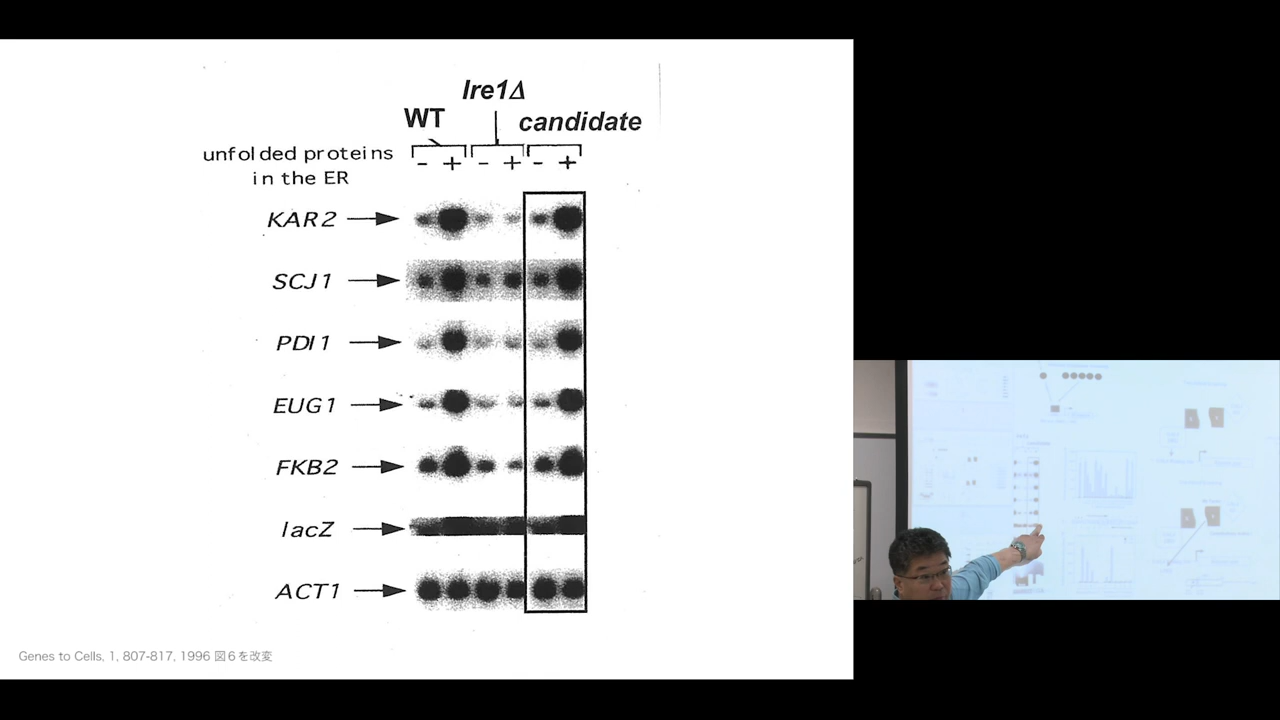 Ire1Δ
WT
candidate
unfolded proteins - + - + - +
in the ER
KAR2
SCJ1
PDI1
EUG1
FKB2
lacZ
ACT1
Genes to Cells, 1, 807-817, 1996 図6を改変